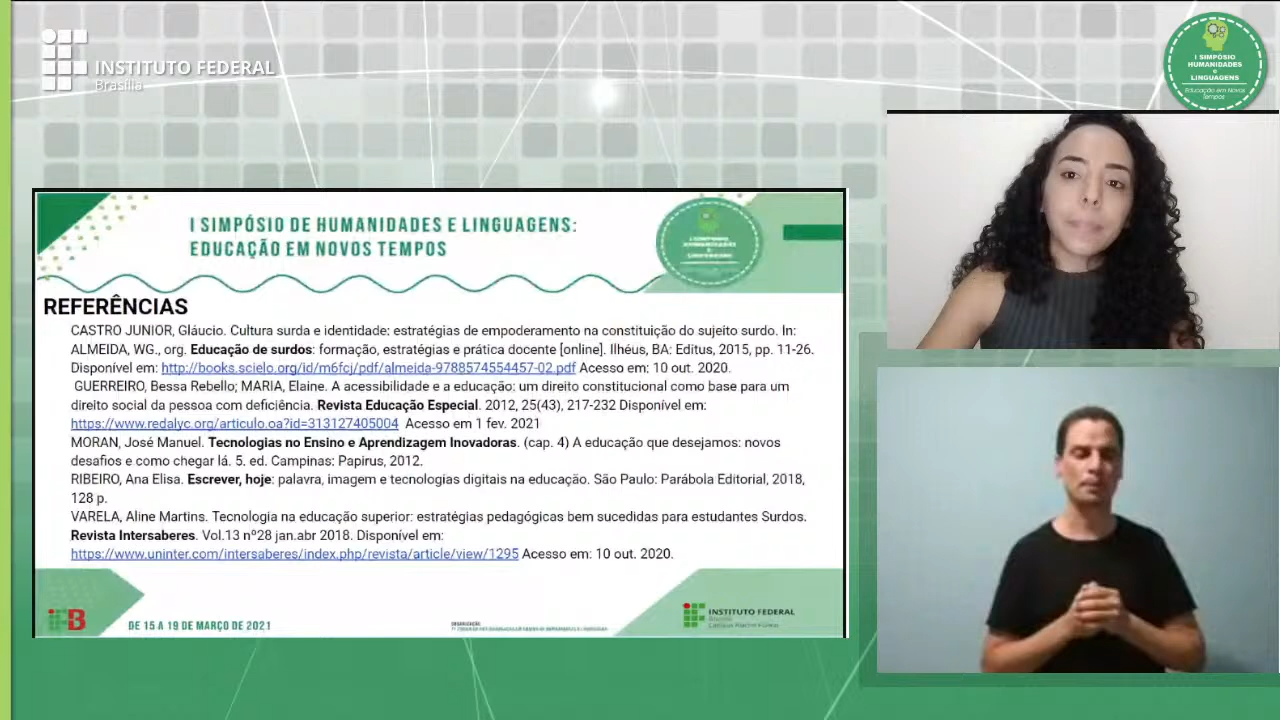 INSTITUTO FEDERAL
Brasília
I SIMPÓSIO
HUMANIDADES
e
LINGUAGENS
Educação em Novos
Tempos
I SIMPÓSIO DE HUMANIDADES E LINGUAGENS:
EDUCAÇÃO EM NOVOS TEMPOS
REFERÊNCIAS
CASTRO JUNIOR, Gláucio. Cultura surda e identidade: estratégias de empoderamento na constituição do sujeito surdo. In:
ALMEIDA, WG., org. Educação de surdos: formação, estratégias e prática docente [online]. Ilhéus, BA: Editus, 2015, pp. 11-26.
Disponível em: http://books.scielo.org/id/m6fcj/pdf/almeida-9788574554457-02.pdf Acesso em: 10 out. 2020.
GUERREIRO, Bessa Rebello; MARIA, Elaine. A acessibilidade e a educação: um direito constitucional como base para um
direito social da pessoa com deficiência. Revista Educação Especial. 2012, 25(43), 217-232 Disponível em:
https://www.redalyc.org/articulo.oa?id=313127405004 Acesso em 1 fev. 2021
MORAN, José Manuel. Tecnologias no Ensino e Aprendizagem Inovadoras. (cap. 4) A educação que desejamos: novos
desafios e como chegar lá. 5. ed. Campinas: Papirus, 2012.
RIBEIRO, Ana Elisa. Escrever, hoje: palavra, imagem e tecnologias digitais na educação. São Paulo: Parábola Editorial, 2018,
128 p.
VARELA, Aline Martins. Tecnologia na educação superior: estratégias pedagógicas bem sucedidas para estudantes Surdos.
Revista Intersaberes. Vol.13 nº28 jan.abr 2018. Disponível em:
https://www.uninter.com/intersaberes/index.php/revista/article/view/1295 Acesso em: 10 out. 2020.
IFB
DE 15 A 19 DE MARÇO DE 2021
INSTITUTO FEDERAL
Brasília